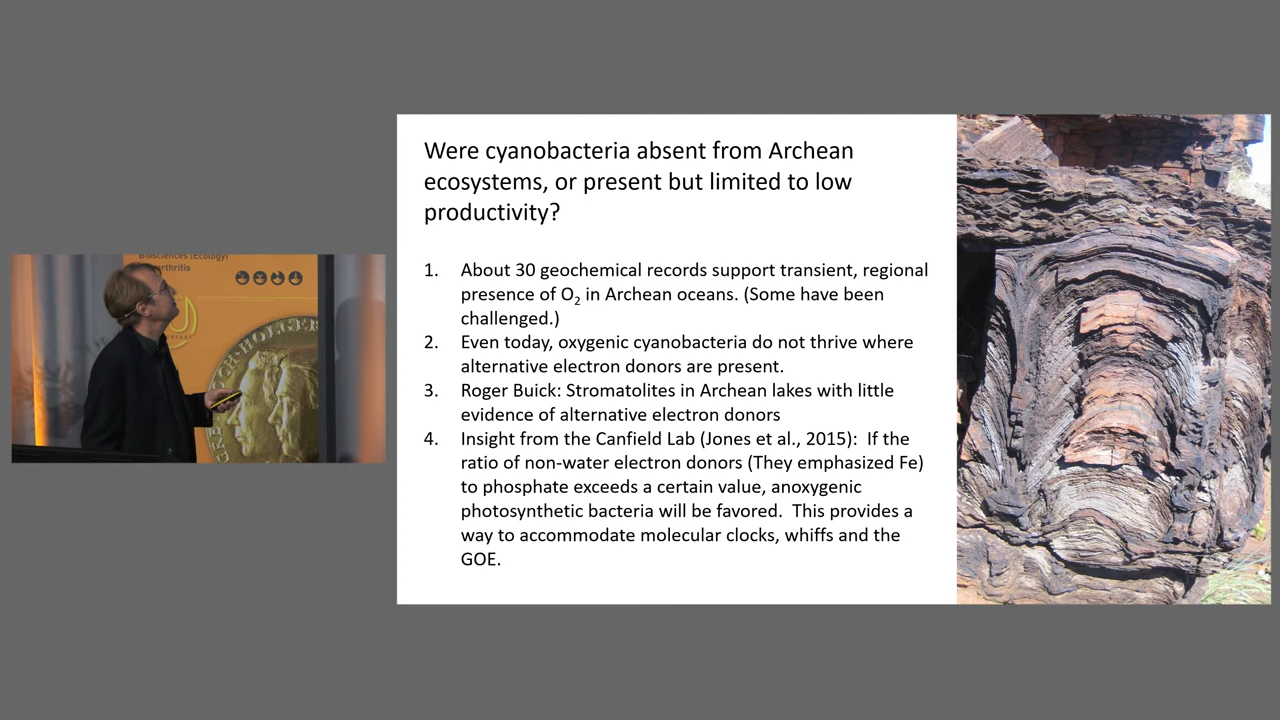 Biosciences (Ecology)
arthritis
Were cyanobacteria absent from Archean
ecosystems, or present but limited to low
productivity?
1. About 30 geochemical records support transient, regional
presence of O₂ in Archean oceans. (Some have been
challenged.)
2. Even today, oxygenic cyanobacteria do not thrive where
alternative electron donors are present.
3. Roger Buick: Stromatolites in Archean lakes with little
evidence of alternative electron donors
4. Insight from the Canfield Lab (Jones et al., 2015): If the
ratio of non-water electron donors (They emphasized Fe)
to phosphate exceeds a certain value, anoxygenic
photosynthetic bacteria will be favored. This provides a
way to accommodate molecular clocks, whiffs and the
GOE.